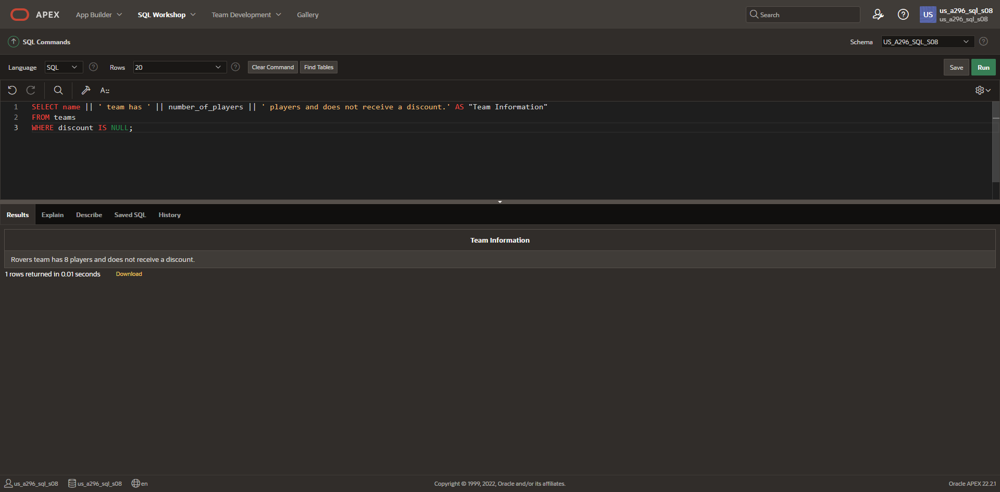 APEX App Builder SQL Workshop Team Development Gallery Search US us_a296_sql_s08
us_a296_sql_s08
SQL Commands Schema US_A296_SQL_S08
Language SQL Rows 20 Clear Command Find Tables Save Run
1 SELECT name || ' team has ' || number_of_players || ' players and does not receive a discount.' AS "Team Information"
2 FROM teams
3 WHERE discount IS NULL;
Results Explain Describe Saved SQL History
Team Information
Rovers team has 8 players and does not receive a discount.
1 rows returned in 0.01 seconds Download
us_a296_sql_s08 us_a296_sql_s08 en Copyright © 1999, 2022, Oracle and/or its affiliates. Oracle APEX 22.2.1